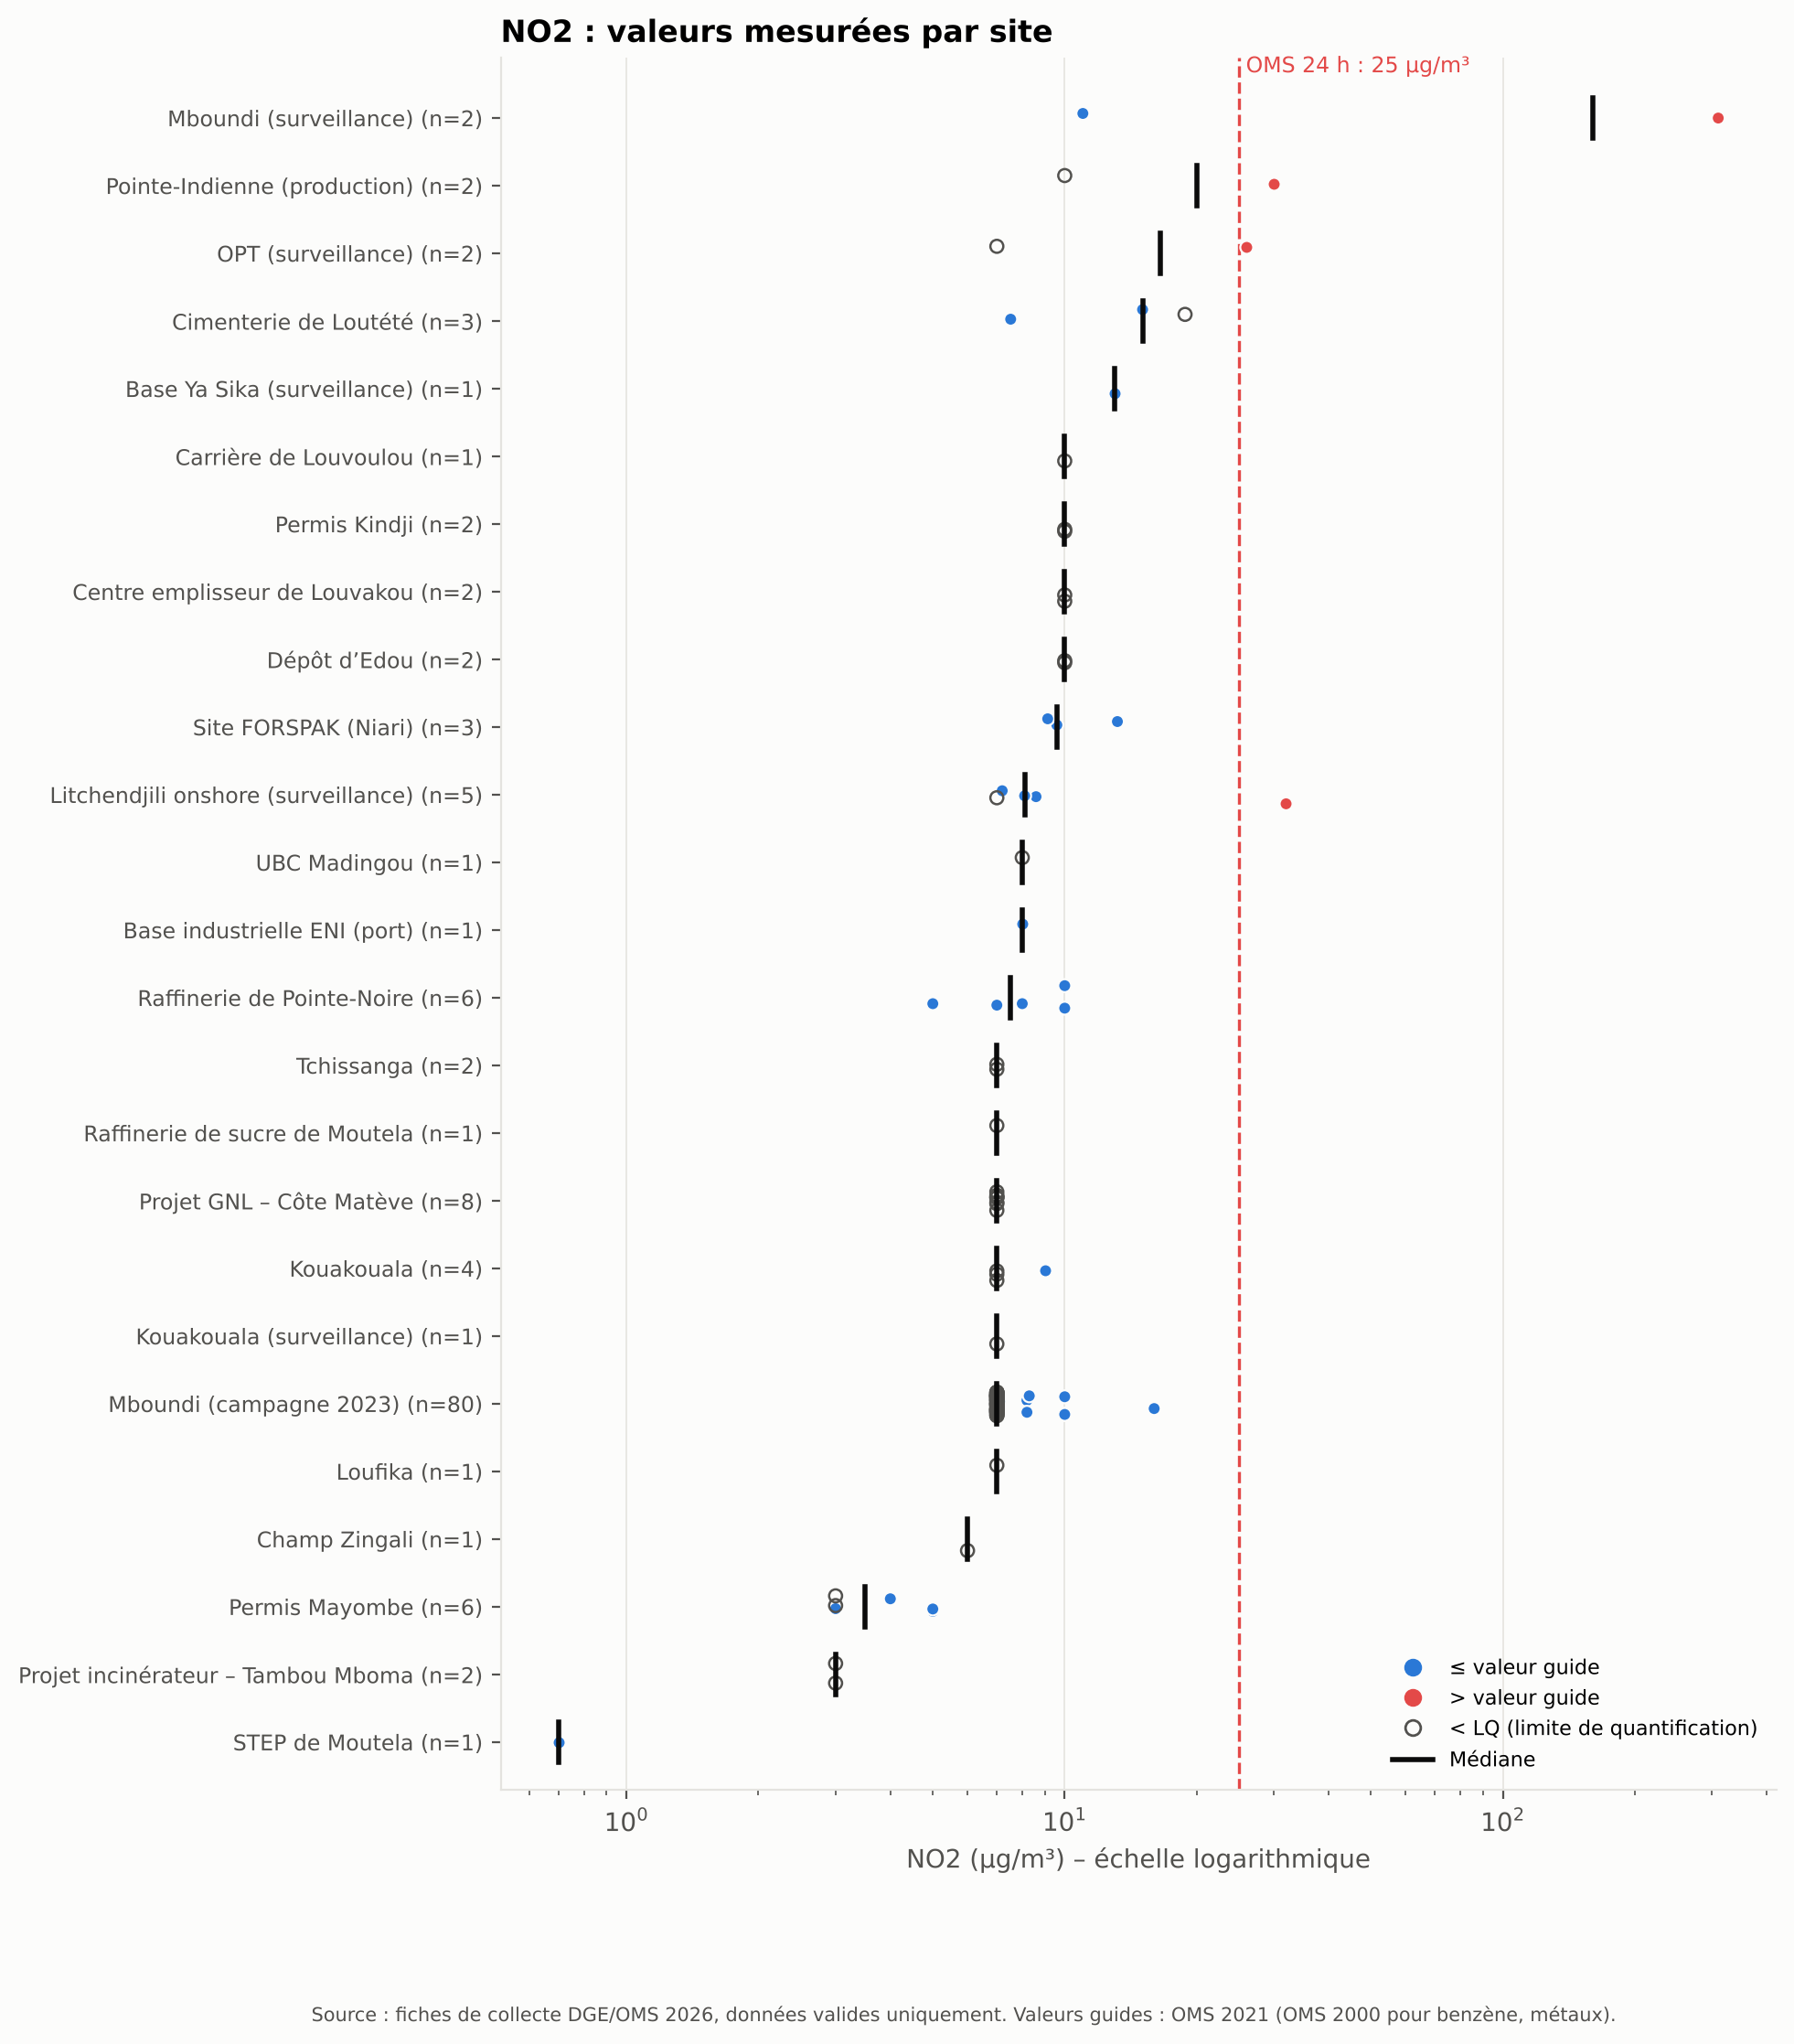 NO2 : valeurs mesurées par site
OMS 24 h : 25 µg/m³
Mboundi (surveillance) (n=2)
Pointe-Indienne (production) (n=2)
OPT (surveillance) (n=2)
Cimenterie de Loutété (n=3)
Base Ya Sika (surveillance) (n=1)
Carrière de Louvoulou (n=1)
Permis Kindji (n=2)
Centre emplisseur de Louvakou (n=2)
Dépôt d’Edou (n=2)
Site FORSPAK (Niari) (n=3)
Litchendjili onshore (surveillance) (n=5)
UBC Madingou (n=1)
Base industrielle ENI (port) (n=1)
Raffinerie de Pointe-Noire (n=6)
Tchissanga (n=2)
Raffinerie de sucre de Moutela (n=1)
Projet GNL – Côte Matève (n=8)
Kouakouala (n=4)
Kouakouala (surveillance) (n=1)
Mboundi (campagne 2023) (n=80)
Loufika (n=1)
Champ Zingali (n=1)
Permis Mayombe (n=6)
Projet incinérateur – Tambou Mboma (n=2)
STEP de Moutela (n=1)
≤ valeur guide
> valeur guide
< LQ (limite de quantification)
Médiane
10⁰ 10¹ 10²
NO2 (µg/m³) – échelle logarithmique
Source : fiches de collecte DGE/OMS 2026, données valides uniquement. Valeurs guides : OMS 2021 (OMS 2000 pour benzène, métaux).